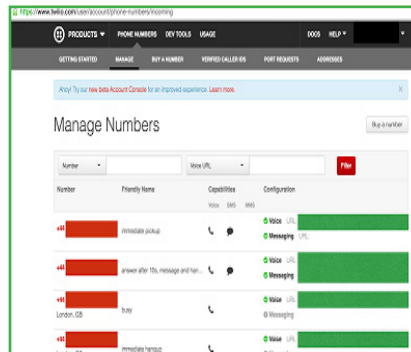 https://www.twilio.com/user/account/phone-numbers/incoming
PRODUCTS PHONE NUMBERS DEV TOOLS USAGE DOCS HELP
GETTING STARTED MANAGE BUY A NUMBER VERIFIED CALLER IDS PORT REQUESTS ADDRESSES
Ahoy! Try our new beta Account Console for an improved experience. Learn more. ×
Manage Numbers
Buy a number
Number Voice URL Filter
Number Friendly Name Capabilities Configuration
Voice SMS MMS
+44 immediate pickup Voice URL
Messaging URL
+44 answer after 10s, message and han... Voice URL
Messaging
+44 busy Voice URL
London, GB Messaging
+44 immediate hangup Voice URL